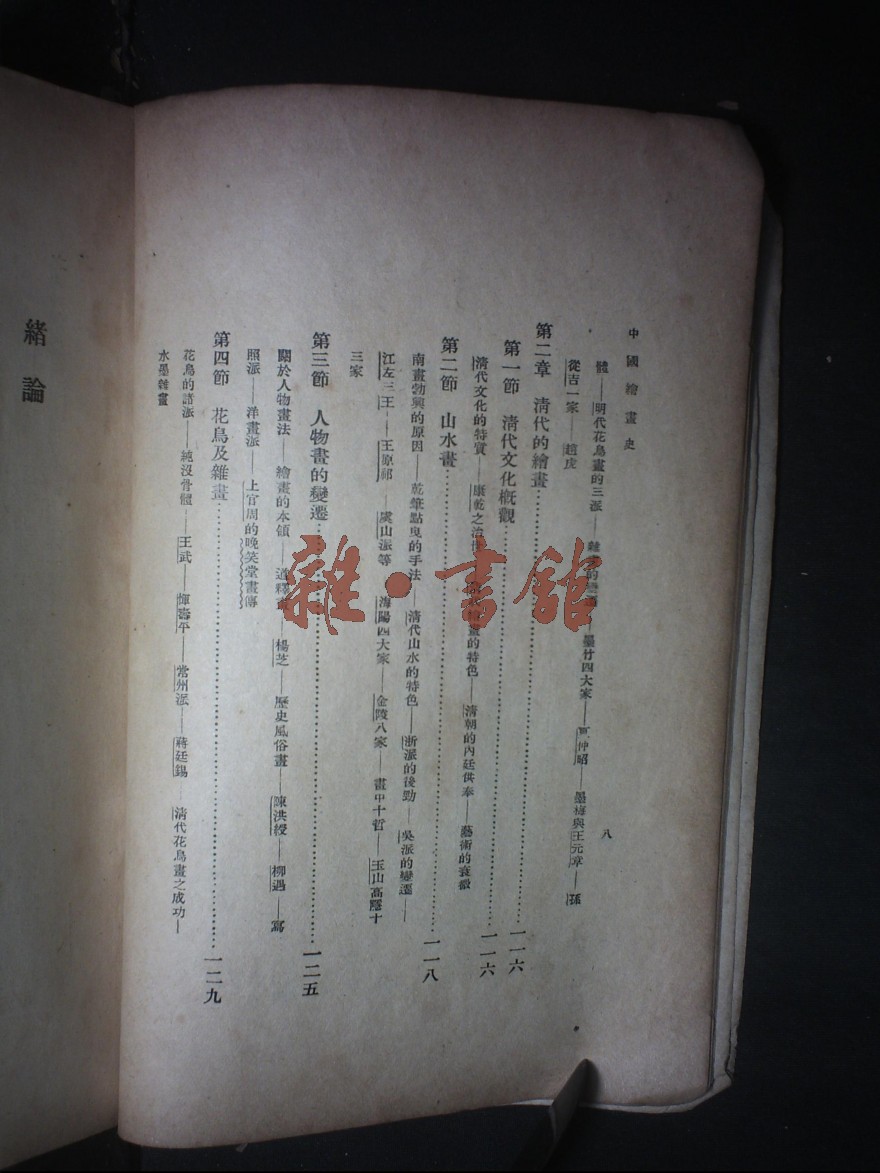 中國繪畫史
八
體——明代花鳥畫的三派——雜畫的——墨竹四大家——仲昭——墨梅與王元章——孫
從吉一家——趙虎
第二章 清代的繪畫……一一六
第一節 清代文化概觀……一一六
清代文化的特質——康乾之治世——繪畫的特色——清朝的內廷供奉——藝術的衰微
第二節 山水畫……一一八
南畫勃興的原因——乾筆點曳的手法——清代山水的特色——浙派的後勁——吳派的變遷——
江左三王——王原祁——虞山派等——海陽四大家——金陵八家——畫中十哲——玉山高隱十
三家
第三節 人物畫的變遷……一二五
關於人物畫法——繪畫的本領——道釋畫——楊芝——歷史風俗畫——陳洪綬——柳遇——寫
照派——洋畫派——上官周的晚笑堂畫傳
第四節 花鳥及雜畫……一二九
花鳥的諸派——純沒骨體——王武——惲壽平——常州派——蔣廷錫——清代花鳥畫之成功——
水墨雜畫
緒論
雜·書館